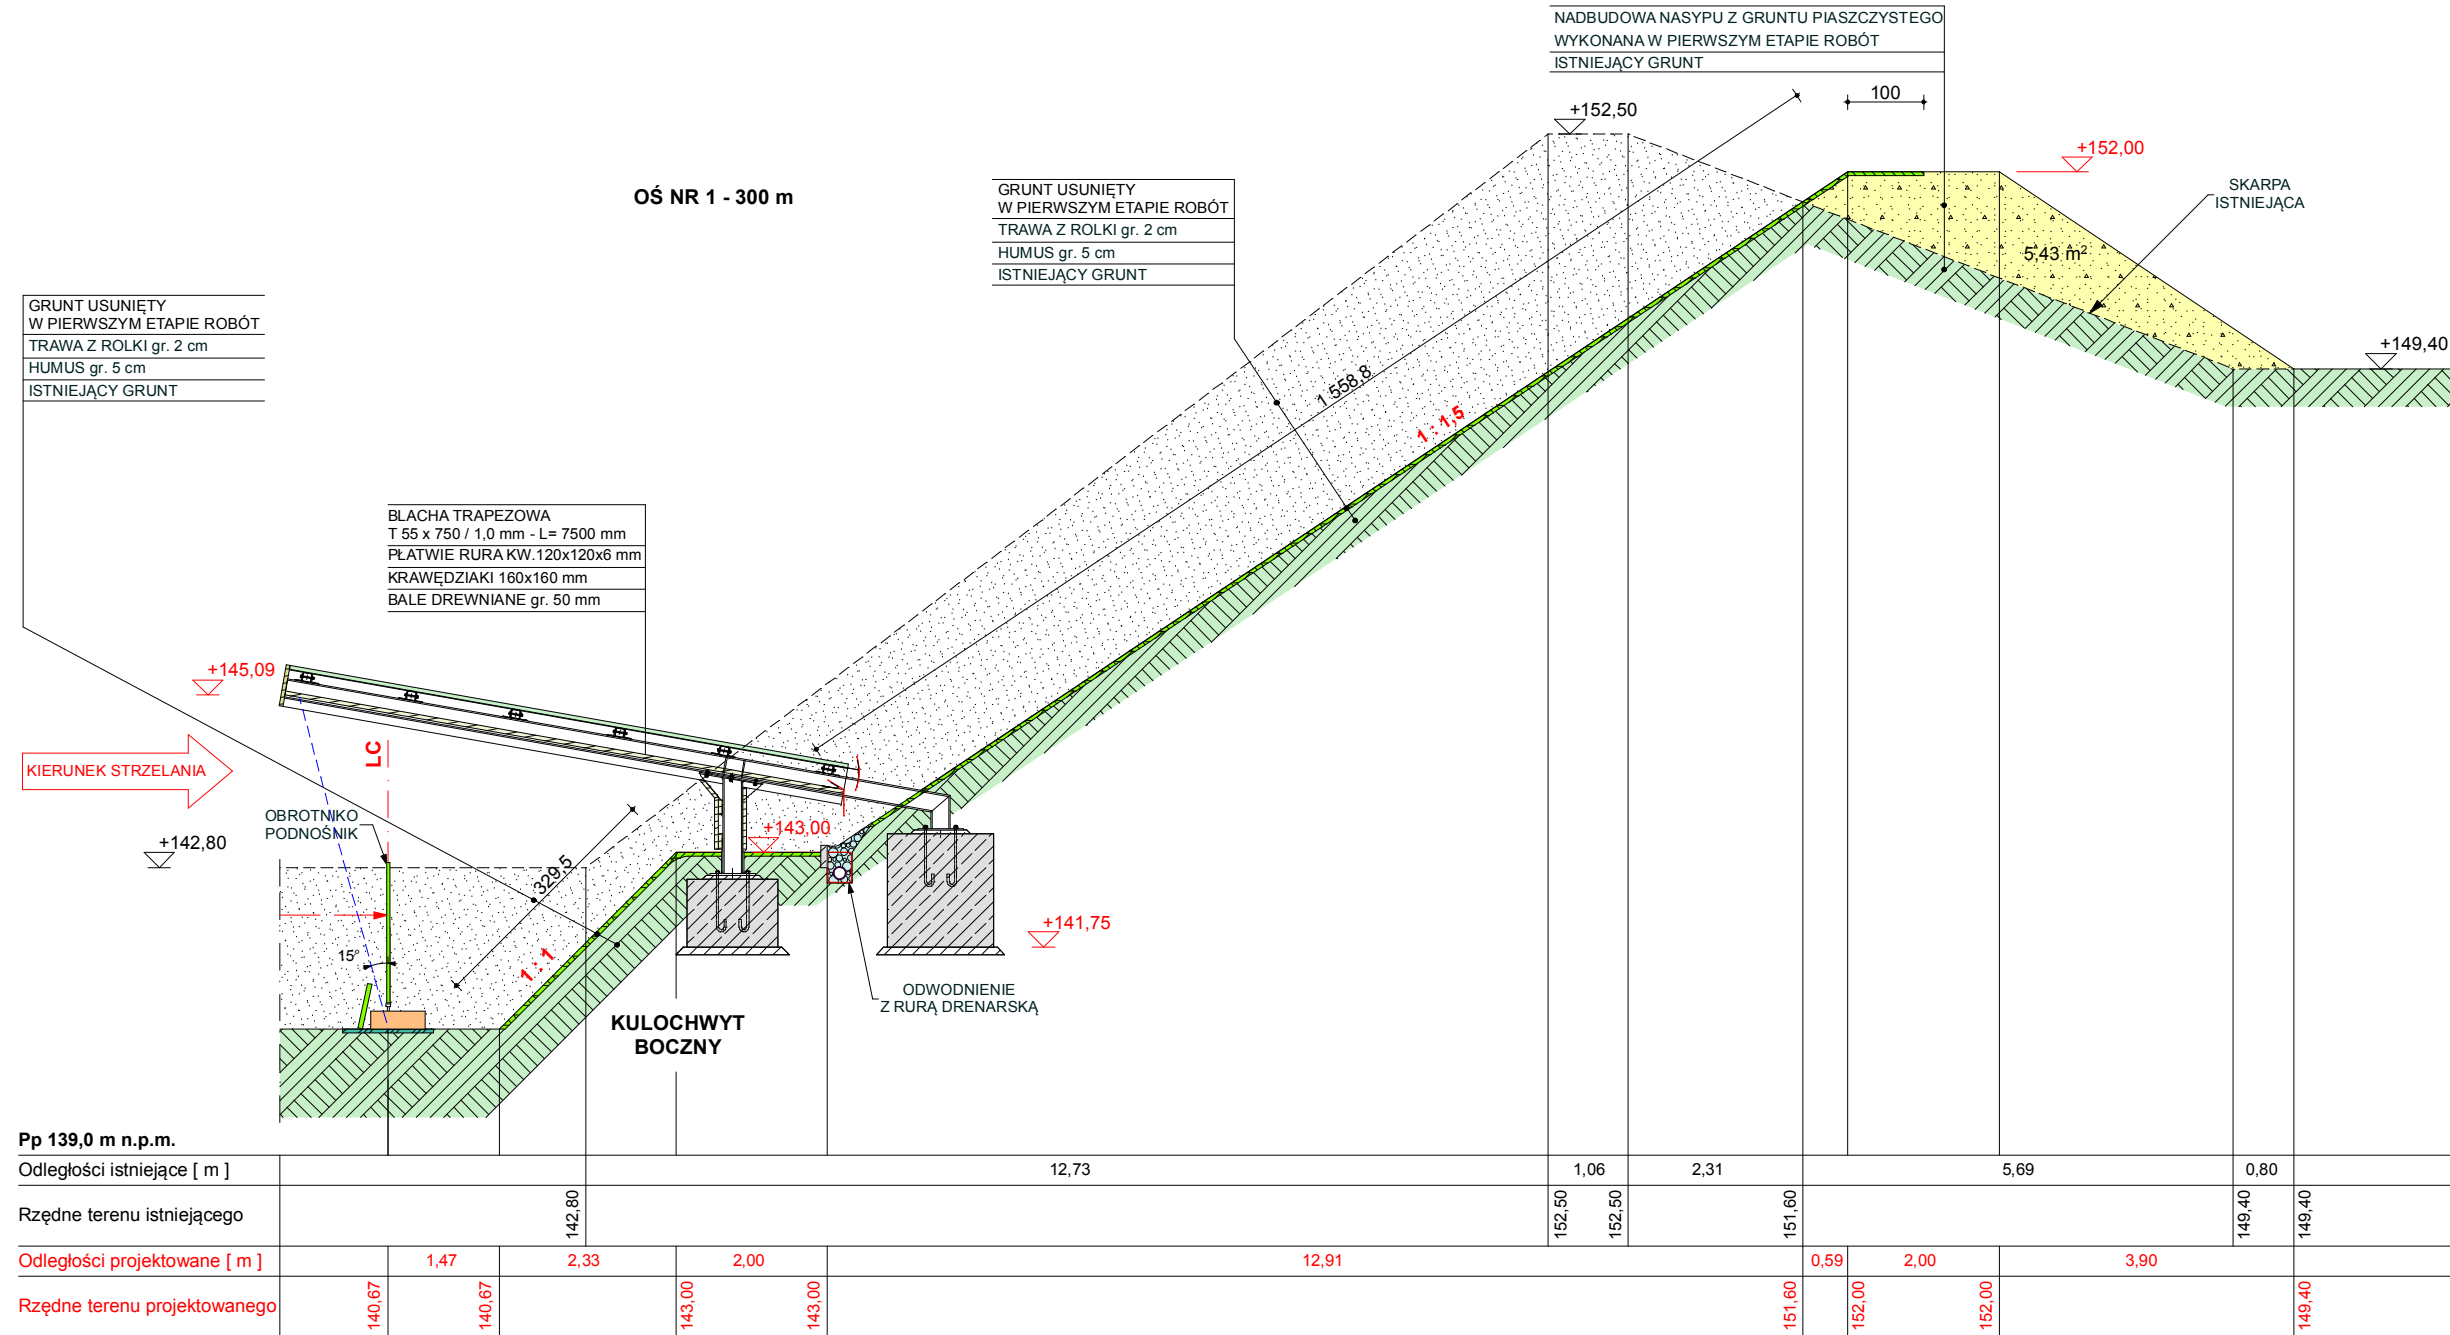 NADBUDOWA NASYPU Z GRUNTU PIASZCZYSTEGO
WYKONANA W PIERWSZYM ETAPIE ROBÓT
ISTNIEJĄCY GRUNT
100
+152,50
+152,00
OŚ NR 1 - 300 m
GRUNT USUNIĘTY
W PIERWSZYM ETAPIE ROBÓT
TRAWA Z ROLKI gr. 2 cm
HUMUS gr. 5 cm
ISTNIEJĄCY GRUNT
SKARPA
ISTNIEJĄCA
5,43 m²
+149,40
GRUNT USUNIĘTY
W PIERWSZYM ETAPIE ROBÓT
TRAWA Z ROLKI gr. 2 cm
HUMUS gr. 5 cm
ISTNIEJĄCY GRUNT
1 558,8
1 : 1,5
BLACHA TRAPEZOWA
T 55 x 750 / 1,0 mm - L= 7500 mm
PŁATWIE RURA KW.120x120x6 mm
KRAWĘDZIAKI 160x160 mm
BALE DREWNIANE gr. 50 mm
+145,09
LC
KIERUNEK STRZELANIA
OBROTNIKO
PODNOŚNIK
+143,00
+142,80
329,5
+141,75
15°
1 : 1
ODWODNIENIE
Z RURĄ DRENARSKĄ
KULOCHWYT
BOCZNY
Pp 139,0 m n.p.m.
Odległości istniejące [ m ] 12,73 1,06 2,31 5,69 0,80
Rzędne terenu istniejącego 142,80 152,50 152,50 151,60 149,40 149,40
Odległości projektowane [ m ] 1,47 2,33 2,00 12,91 0,59 2,00 3,90
Rzędne terenu projektowanego 140,67 140,67 143,00 143,00 151,60 152,00 152,00 149,40